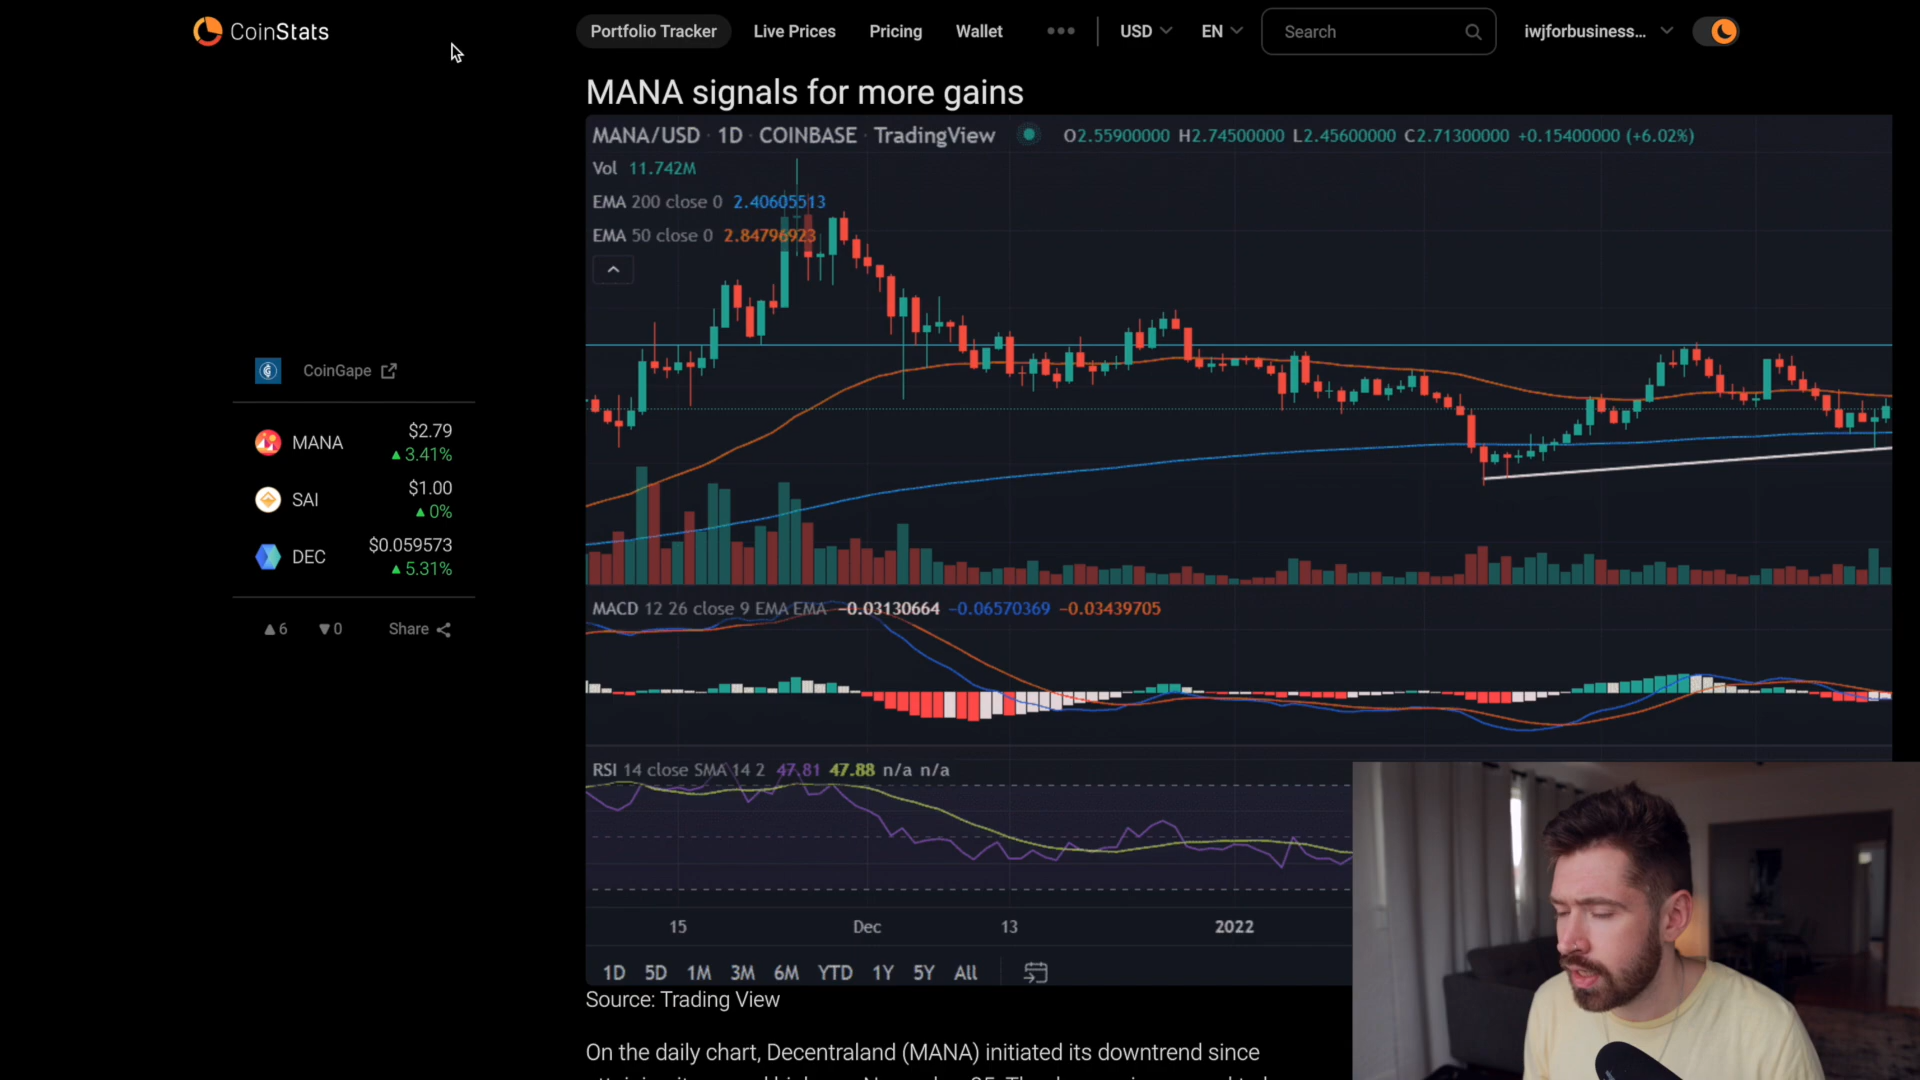 CoinStats
Portfolio Tracker Live Prices Pricing Wallet USD EN Search iwjforbusiness...
MANA signals for more gains
MANA/USD · 1D · COINBASE · TradingView O2.55900000 H2.74500000 L2.45600000 C2.71300000 +0.15400000 (+6.02%)
Vol 11.742M
EMA 200 close 0 2.40605513
EMA 50 close 0 2.84796923
CoinGape
MANA $2.79
▲3.41%
SAI $1.00
▲0%
DEC $0.059573
▲5.31%
▲6 ▼0 Share
MACD 12 26 close 9 EMA EMA −0.03130664 −0.06570369 −0.03439705
RSI 14 close SMA 14 2 47.81 47.88 n/a n/a
15 Dec 13 2022
1D 5D 1M 3M 6M YTD 1Y 5Y All
Source: Trading View
On the daily chart, Decentraland (MANA) initiated its downtrend since